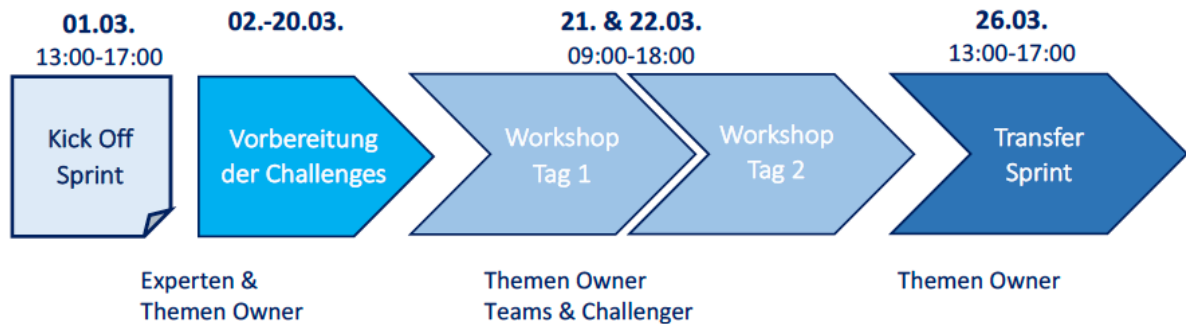 01.03.
13:00-17:00
02.-20.03.
21. & 22.03.
09:00-18:00
26.03.
13:00-17:00
Kick Off
Sprint
Vorbereitung
der Challenges
Workshop
Tag 1
Workshop
Tag 2
Transfer
Sprint
Experten &
Themen Owner
Themen Owner
Teams & Challenger
Themen Owner